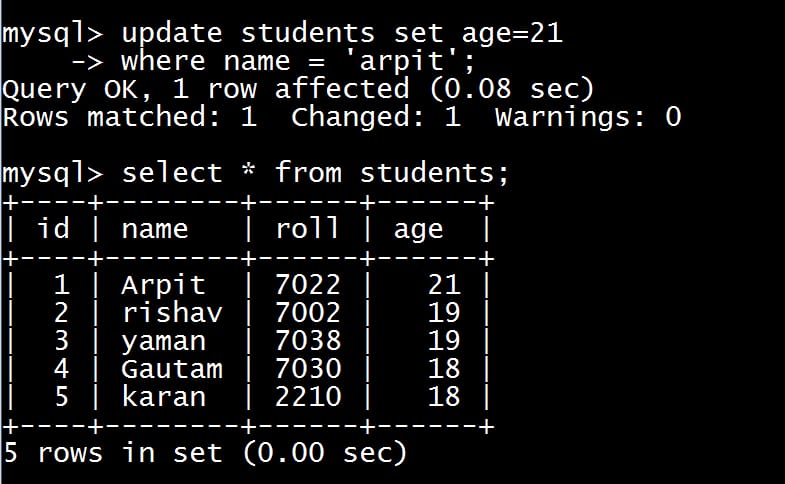 mysql> update students set age=21
    -> where name = 'arpit';
Query OK, 1 row affected (0.08 sec)
Rows matched: 1  Changed: 1  Warnings: 0
mysql> select * from students;
+----+--------+------+------+
| id | name   | roll | age  |
+----+--------+------+------+
|  1 | Arpit  | 7022 |   21 |
|  2 | rishav | 7002 |   19 |
|  3 | yaman  | 7038 |   19 |
|  4 | Gautam | 7030 |   18 |
|  5 | karan  | 2210 |   18 |
+----+--------+------+------+
5 rows in set (0.00 sec)